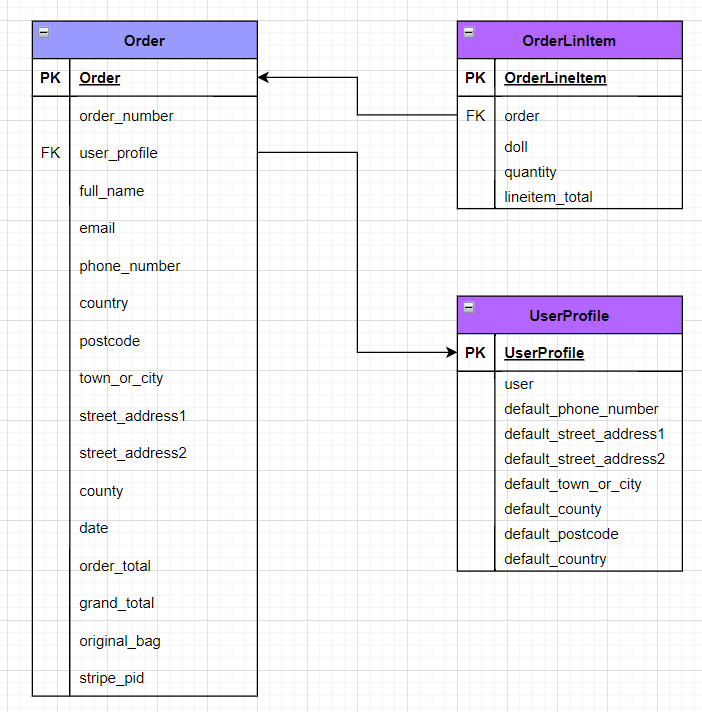 Order
PK Order
order_number
FK user_profile
full_name
email
phone_number
country
postcode
town_or_city
street_address1
street_address2
county
date
order_total
grand_total
original_bag
stripe_pid
OrderLinItem
PK OrderLineItem
FK order
doll
quantity
lineitem_total
UserProfile
PK UserProfile
user
default_phone_number
default_street_address1
default_street_address2
default_town_or_city
default_county
default_postcode
default_country